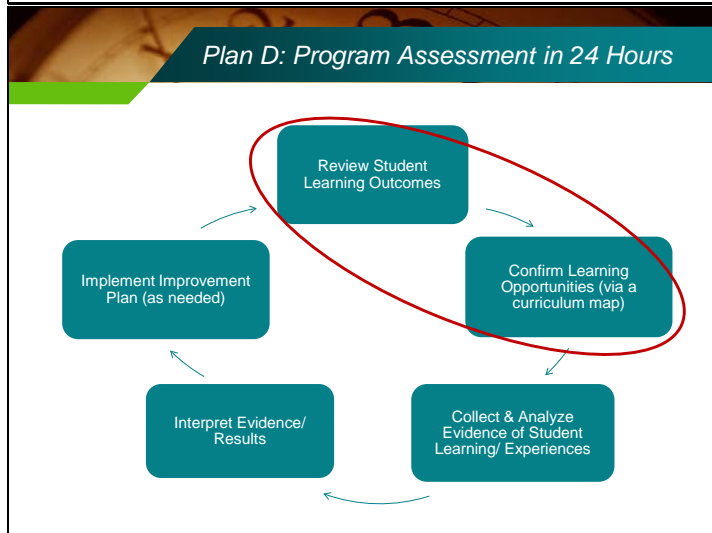 Plan D: Program Assessment in 24 Hours
Review Student
Learning Outcomes
Confirm Learning
Opportunities (via a
curriculum map)
Collect & Analyze
Evidence of Student
Learning/ Experiences
Interpret Evidence/
Results
Implement Improvement
Plan (as needed)